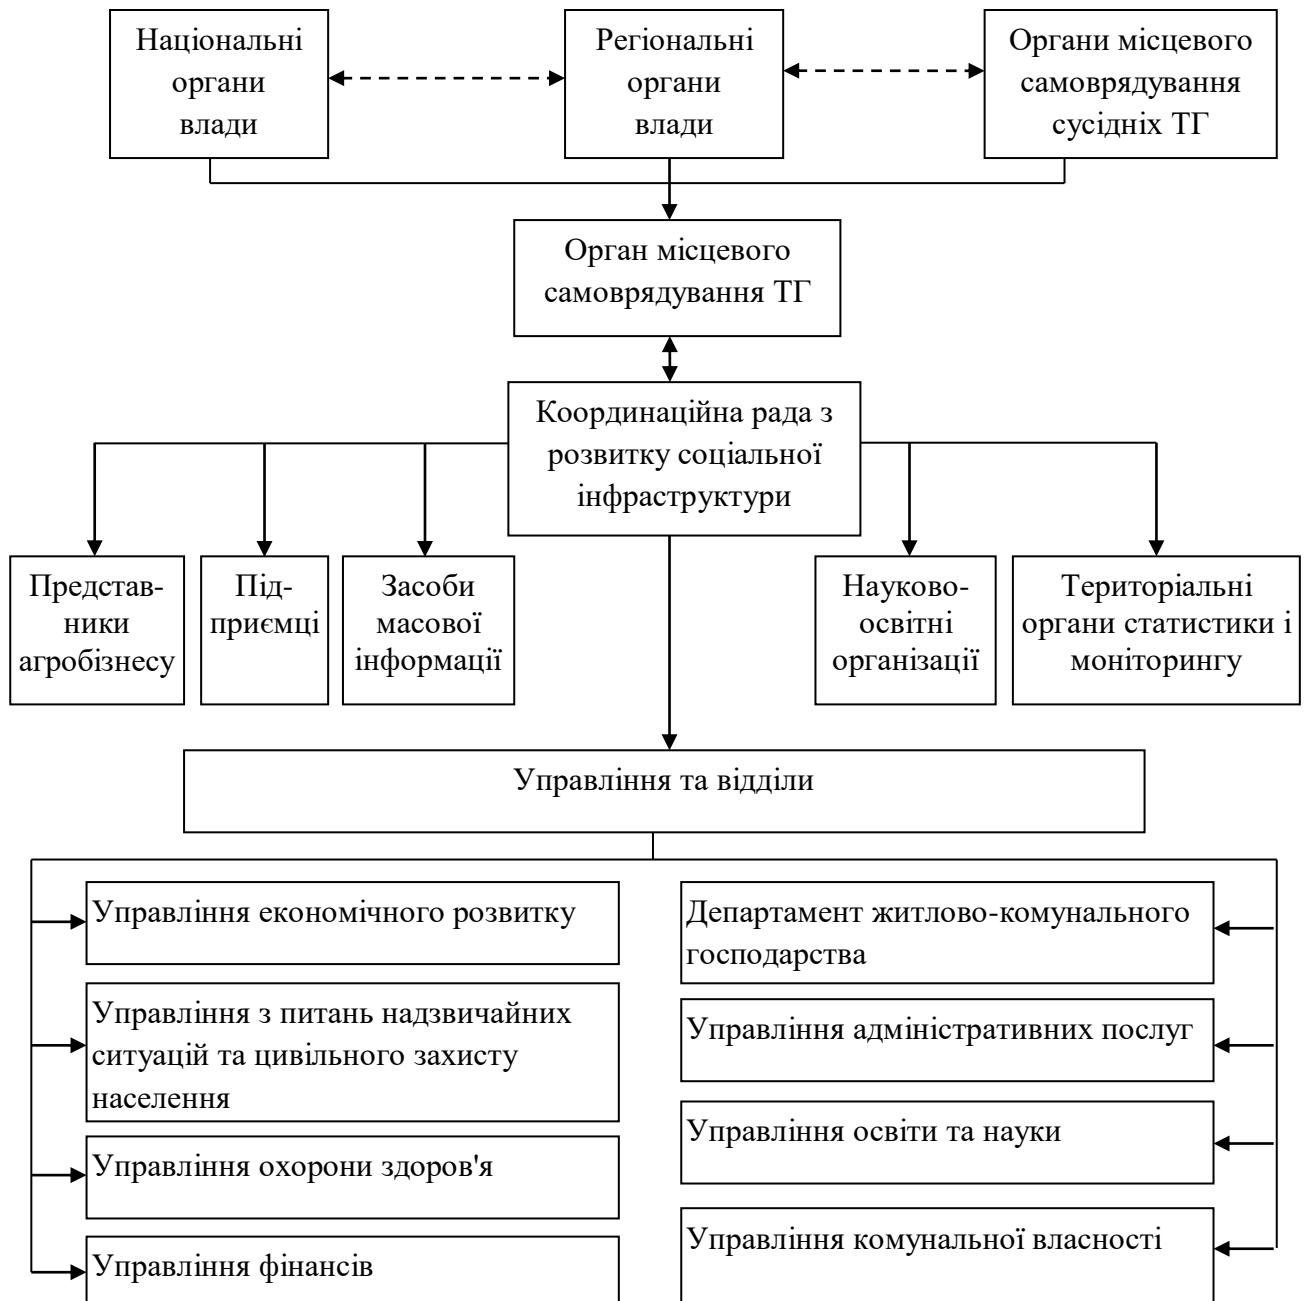 Національні
органи
влади
Регіональні
органи
влади
Органи місцевого
самоврядування
сусідніх ТГ
Орган місцевого
самоврядування ТГ
Координаційна рада з
розвитку соціальної
інфраструктури
Представ-
ники
агробізнесу
Під-
приємці
Засоби
масової
інформації
Науково-
освітні
організації
Територіальні
органи статистики і
моніторингу
Управління та відділи
Управління економічного розвитку
Управління з питань надзвичайних
ситуацій та цивільного захисту
населення
Управління охорони здоров'я
Управління фінансів
Департамент житлово-комунального
господарства
Управління адміністративних послуг
Управління освіти та науки
Управління комунальної власності